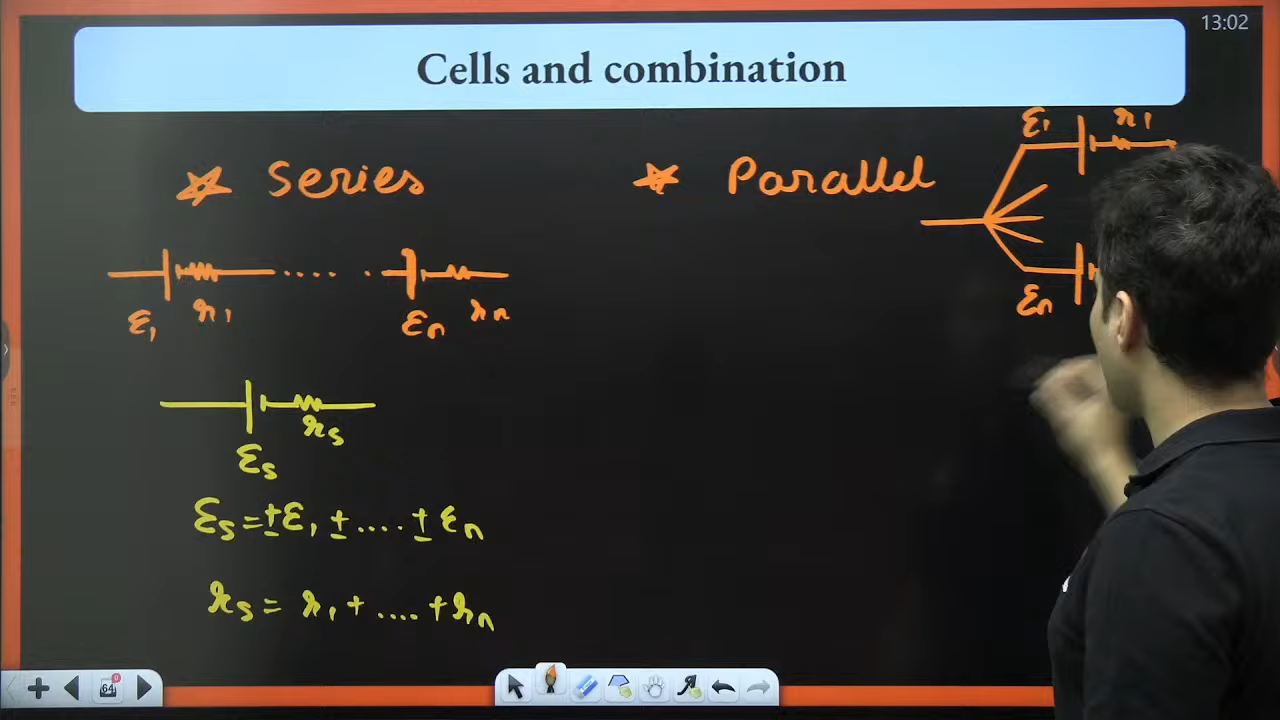 13:02
Cells and combination
☆ Series
☆ Parallel
ε₁ r₁
εₙ
ε₁ r₁ .... .. εₙ rₙ
rₛ
εₛ
εₛ = ± ε₁ ± .... ± εₙ
rₛ = r₁ + .... + rₙ
64